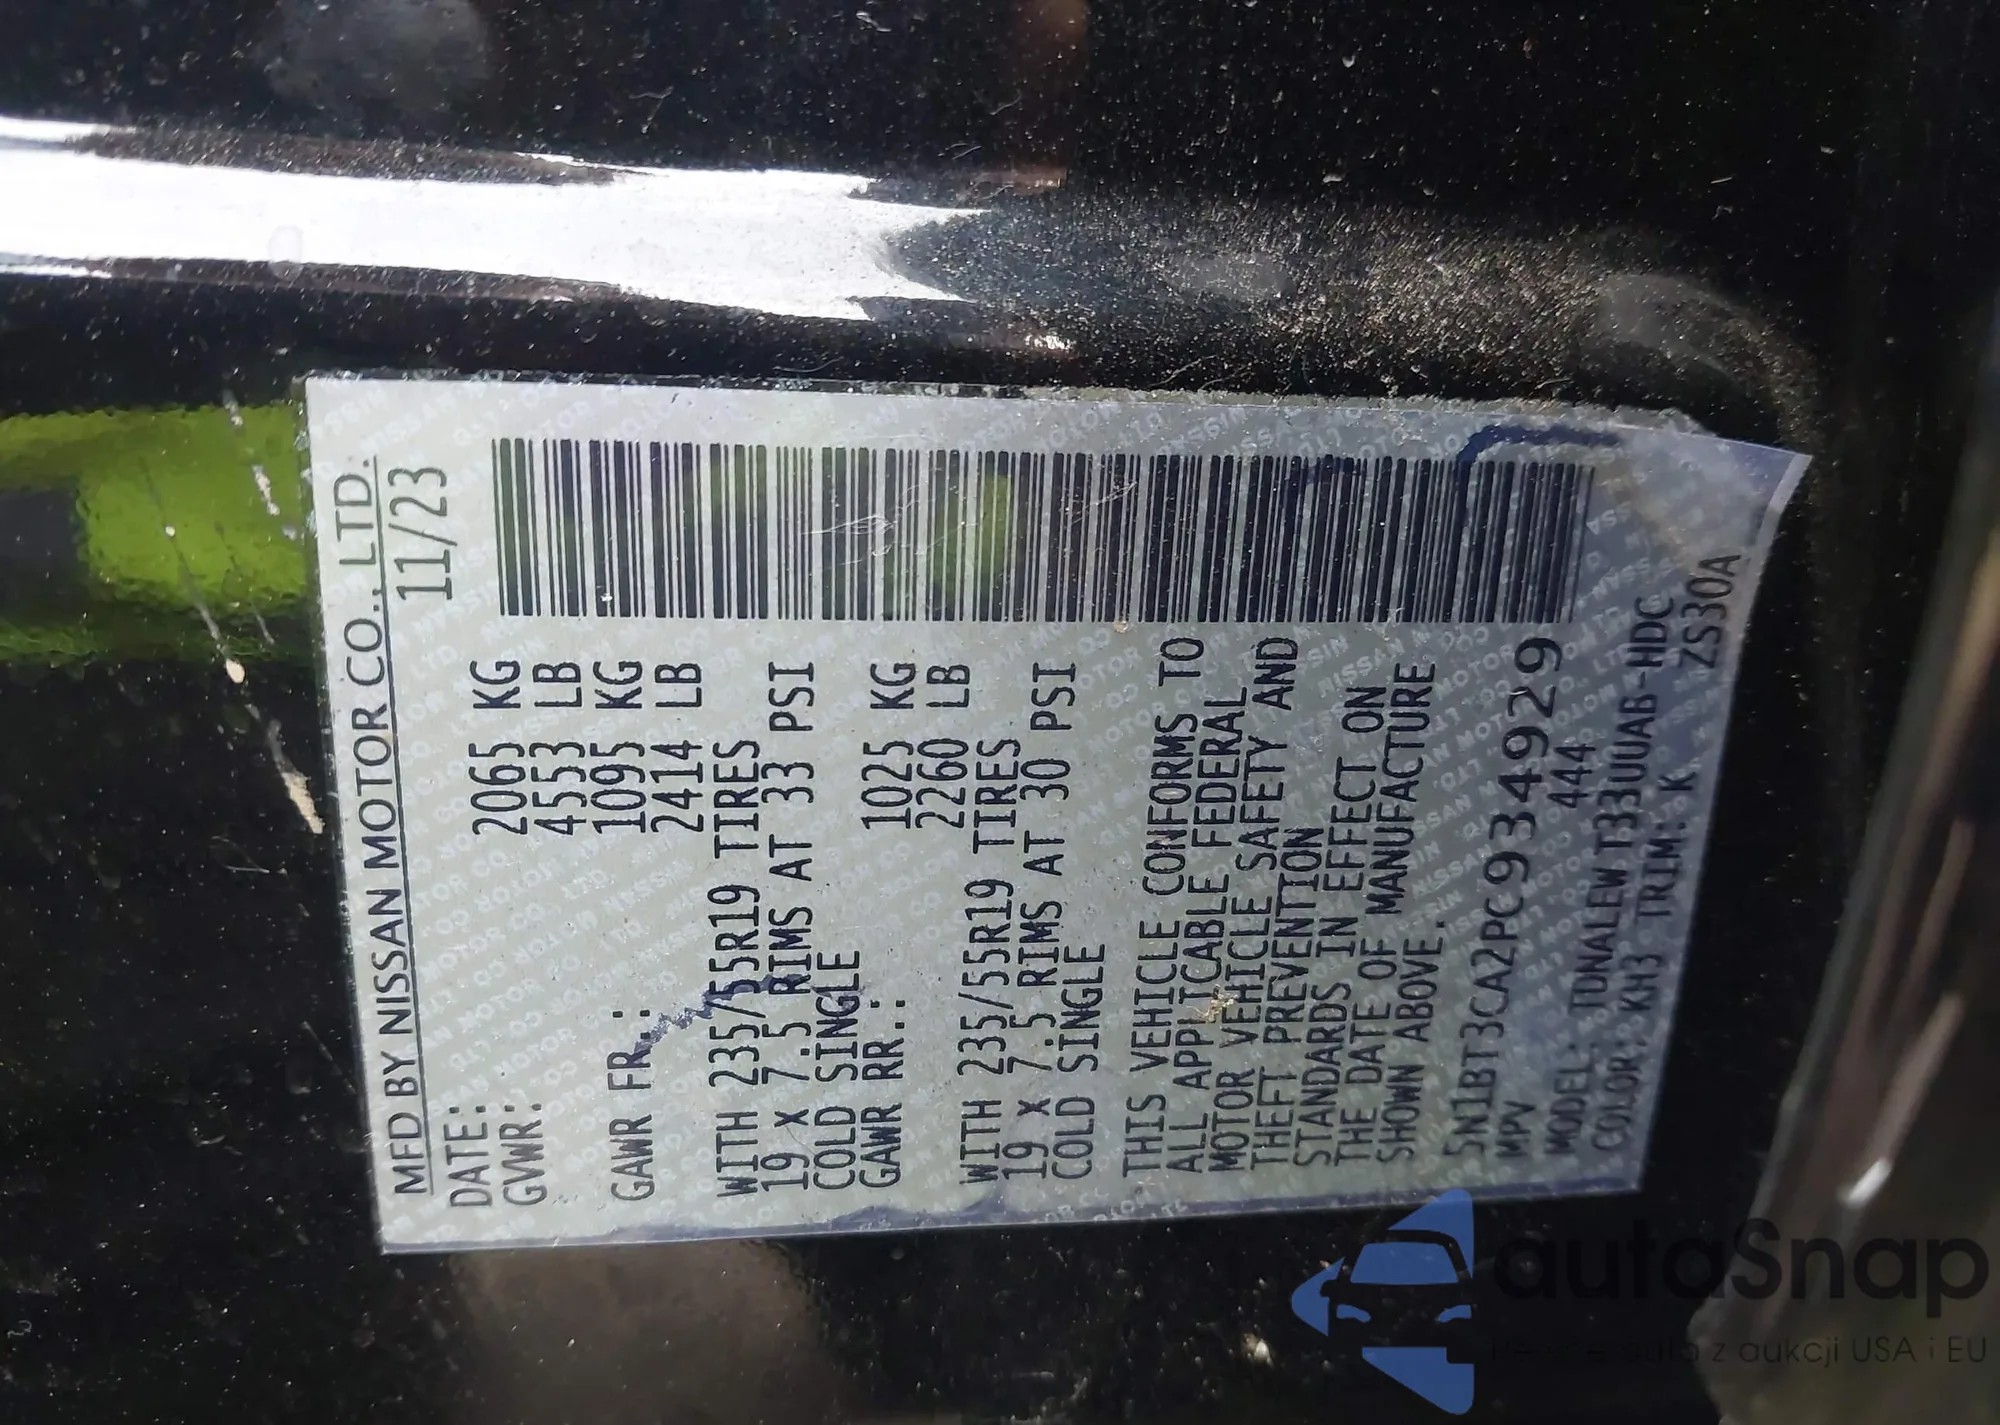 MFD BY NISSAN MOTOR CO., LTD.
DATE: 11/23
GVWR: 2065 KG
4553 LB
GAWR FR.: 1095 KG
2414 LB
WITH 235/55R19 TIRES
19 X 7.5 RIMS AT 33 PSI
COLD SINGLE
GAWR RR.: 1025 KG
2260 LB
WITH 235/55R19 TIRES
19 X 7.5 RIMS AT 30 PSI
COLD SINGLE
THIS VEHICLE CONFORMS TO
ALL APPLICABLE FEDERAL
MOTOR VEHICLE SAFETY AND
THEFT PREVENTION
STANDARDS IN EFFECT ON
THE DATE OF MANUFACTURE
SHOWN ABOVE.
5N1BT3CA2PC934929
MPV 444
MODEL: TDNALEW T33UUAB-HDC
COLOR: KH3 TRIM: K ZS30A
autaSnap
auta z aukcji USA i EU